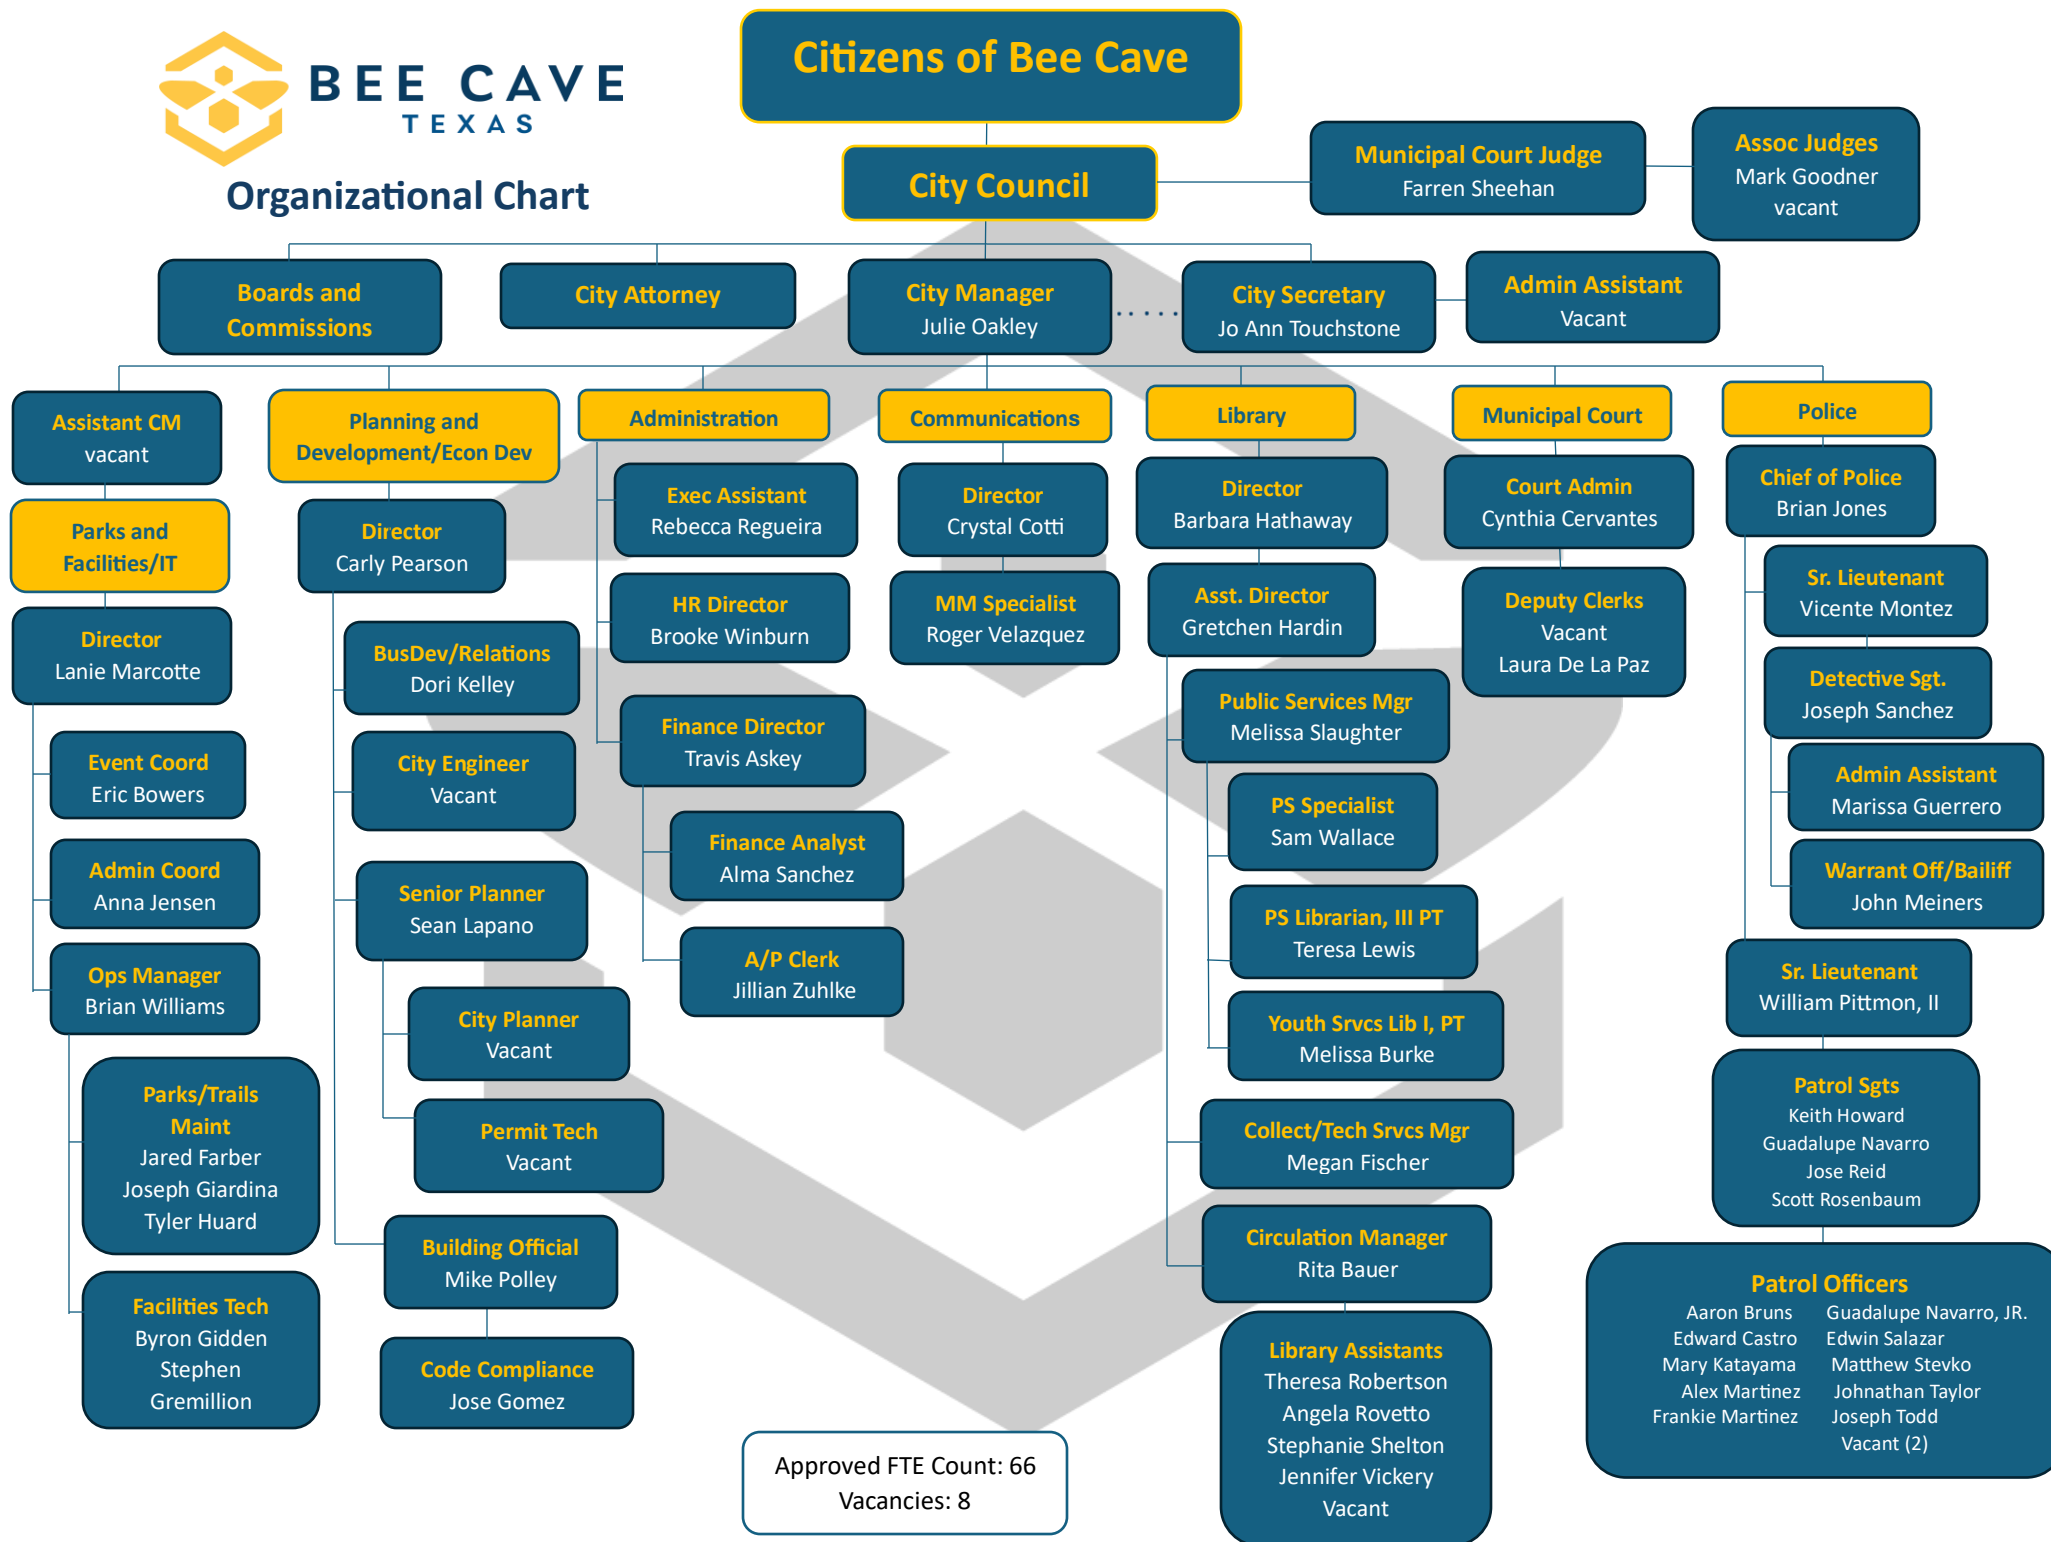 BEE CAVE
TEXAS
Organizational Chart
Citizens of Bee Cave
City Council
Municipal Court Judge
Farren Sheehan
Assoc Judges
Mark Goodner
vacant
Boards and
Commissions
City Attorney
City Manager
Julie Oakley
City Secretary
Jo Ann Touchstone
Admin Assistant
Vacant
Assistant CM
vacant
Parks and
Facilities/IT
Director
Lanie Marcotte
Event Coord
Eric Bowers
Admin Coord
Anna Jensen
Ops Manager
Brian Williams
Parks/Trails
Maint
Jared Farber
Joseph Giardina
Tyler Huard
Facilities Tech
Byron Gidden
Stephen
Gremillion
Planning and
Development/Econ Dev
Director
Carly Pearson
BusDev/Relations
Dori Kelley
City Engineer
Vacant
Senior Planner
Sean Lapano
City Planner
Vacant
Permit Tech
Vacant
Building Official
Mike Polley
Code Compliance
Jose Gomez
Administration
Exec Assistant
Rebecca Regueira
HR Director
Brooke Winburn
Finance Director
Travis Askey
Finance Analyst
Alma Sanchez
A/P Clerk
Jillian Zuhlke
Communications
Director
Crystal Cotti
MM Specialist
Roger Velazquez
Library
Director
Barbara Hathaway
Asst. Director
Gretchen Hardin
Public Services Mgr
Melissa Slaughter
PS Specialist
Sam Wallace
PS Librarian, III PT
Teresa Lewis
Youth Srvcs Lib I, PT
Melissa Burke
Collect/Tech Srvcs Mgr
Megan Fischer
Circulation Manager
Rita Bauer
Library Assistants
Theresa Robertson
Angela Rovetto
Stephanie Shelton
Jennifer Vickery
Vacant
Municipal Court
Court Admin
Cynthia Cervantes
Deputy Clerks
Vacant
Laura De La Paz
Police
Chief of Police
Brian Jones
Sr. Lieutenant
Vicente Montez
Detective Sgt.
Joseph Sanchez
Admin Assistant
Marissa Guerrero
Warrant Off/Bailiff
John Meiners
Sr. Lieutenant
William Pittmon, II
Patrol Sgts
Keith Howard
Guadalupe Navarro
Jose Reid
Scott Rosenbaum
Patrol Officers
Aaron Bruns Guadalupe Navarro, JR.
Edward Castro Edwin Salazar
Mary Katayama Matthew Stevko
Alex Martinez Johnathan Taylor
Frankie Martinez Joseph Todd
Vacant (2)
Approved FTE Count: 66
Vacancies: 8